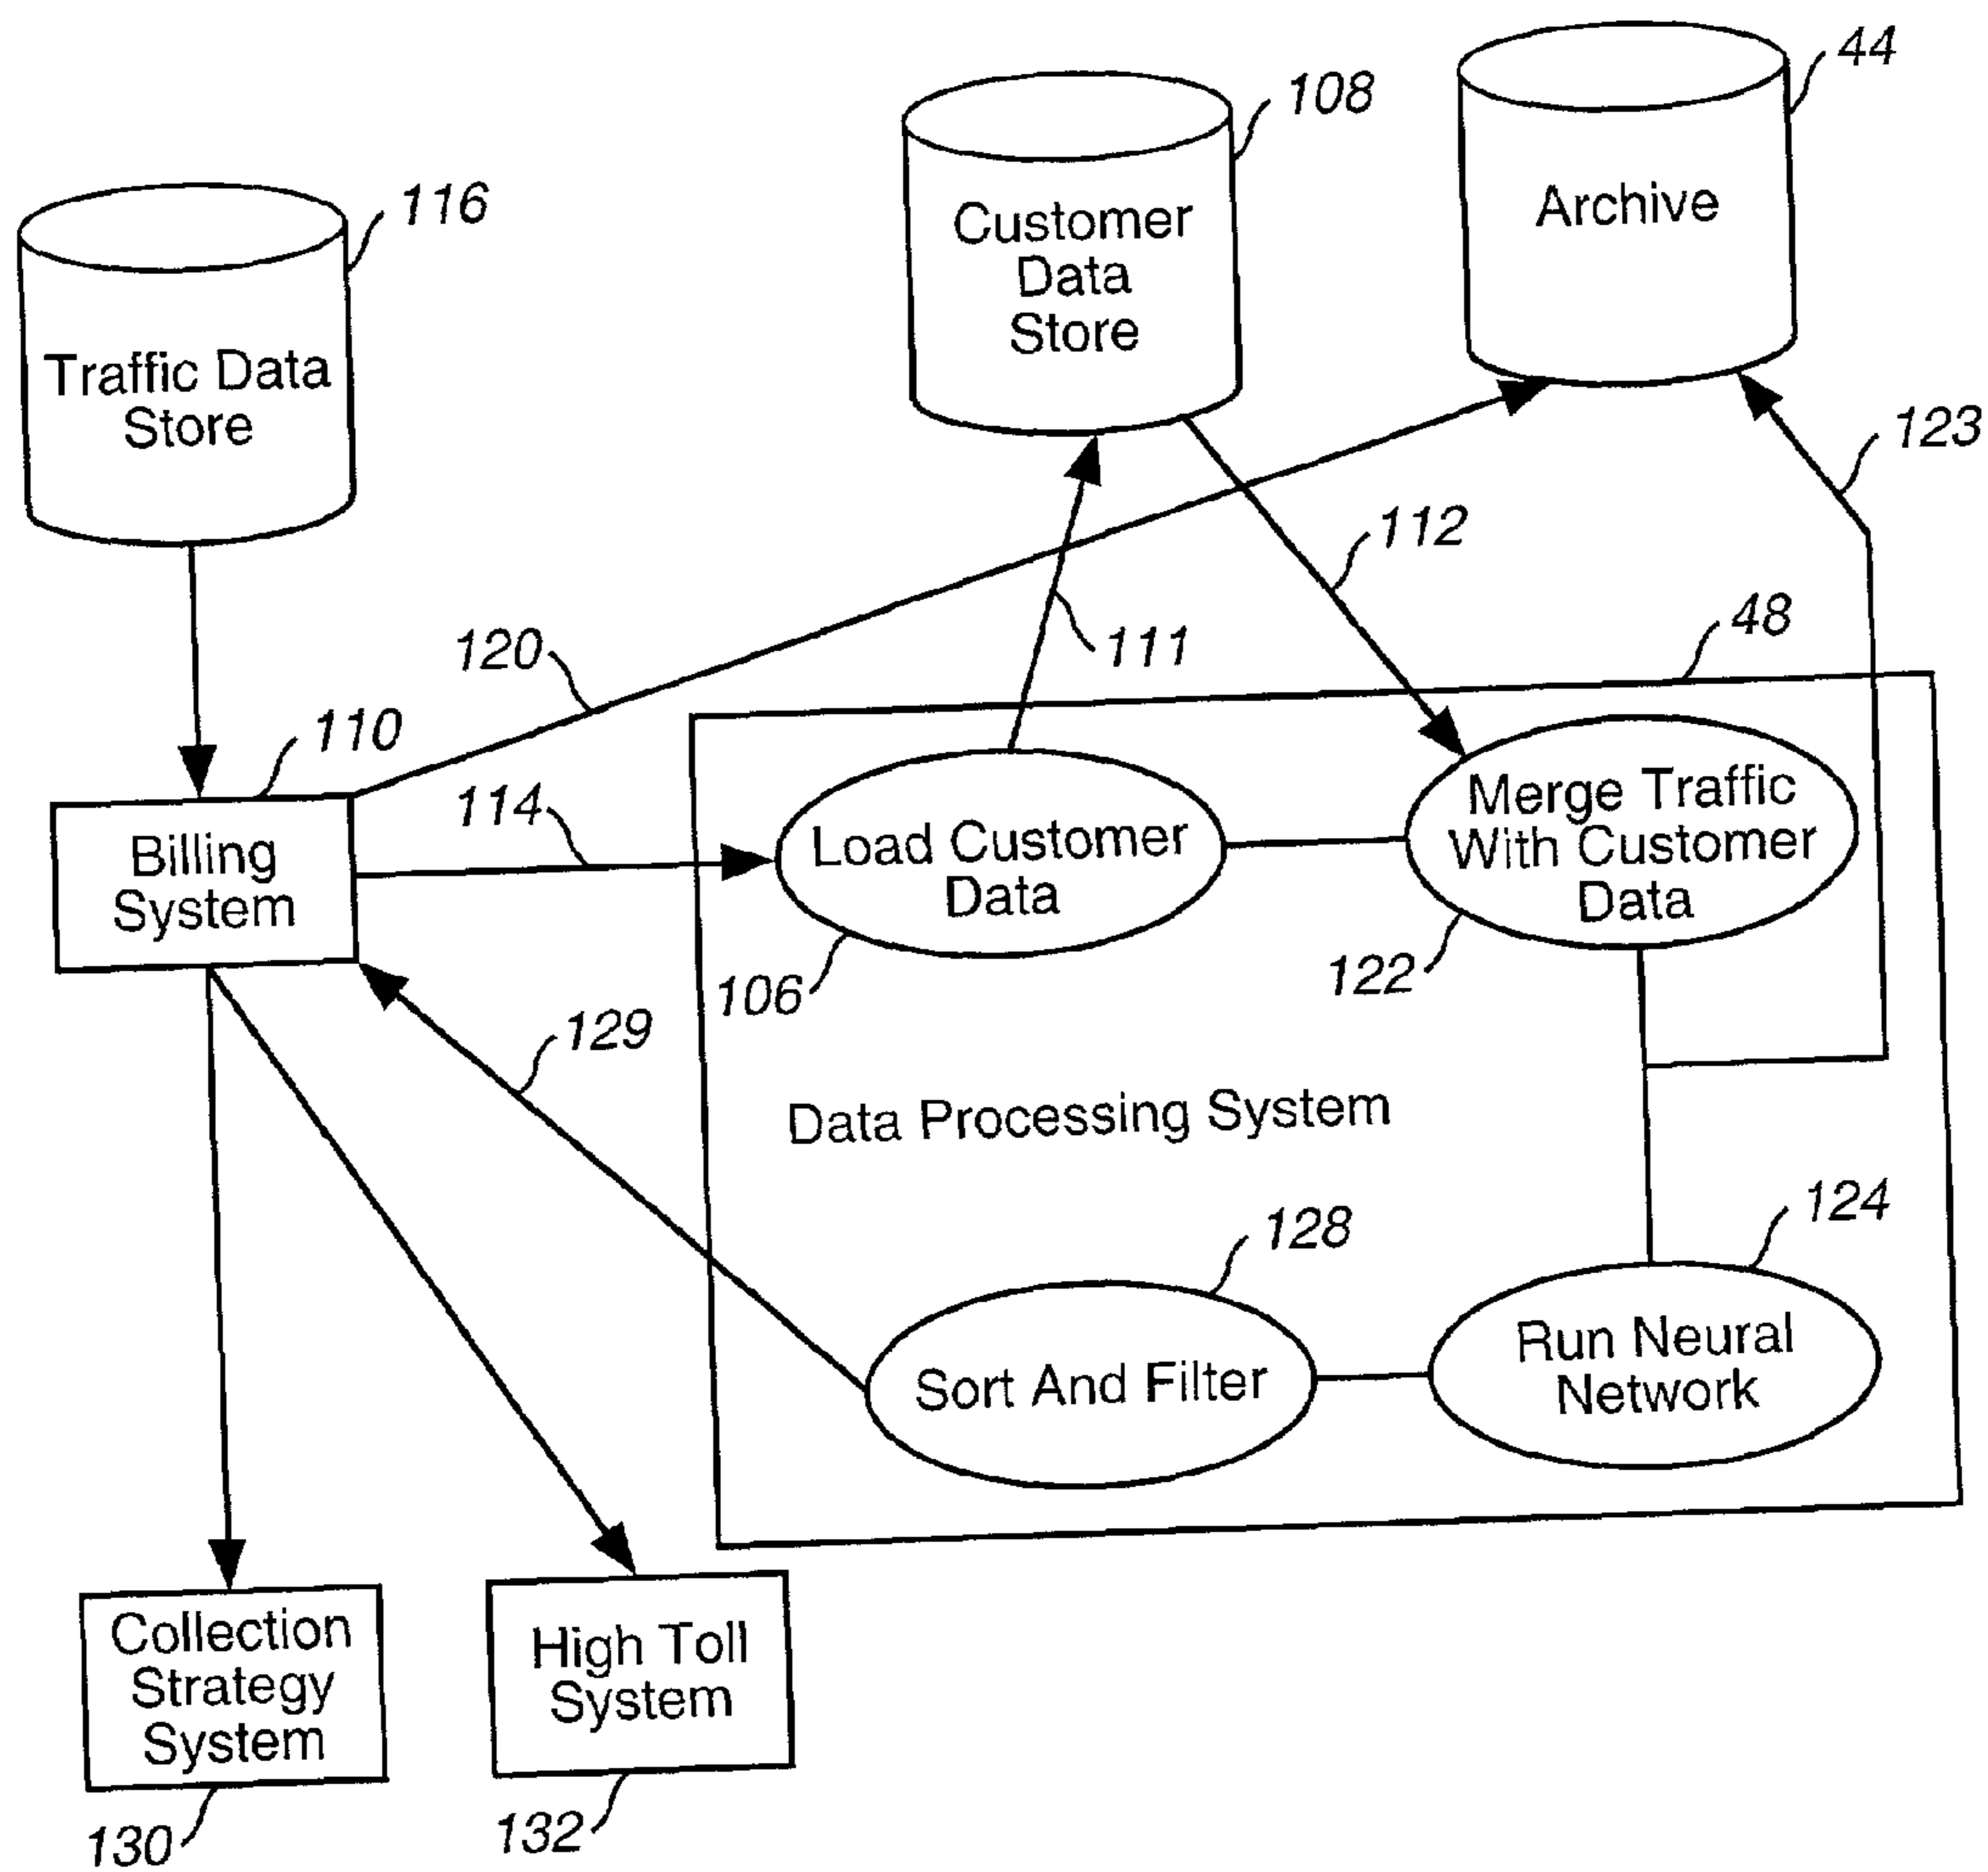 44
108
Archive
116
Customer
Data
Store
Traffic Data
Store
123
112
48
120
111
110
114
Merge Traffic
With Customer
Data
Load Customer
Data
Billing
System
106
122
129
Data Processing System
124
128
Run Neural
Network
Sort And Filter
Collection
Strategy
System
High Toll
System
130
132